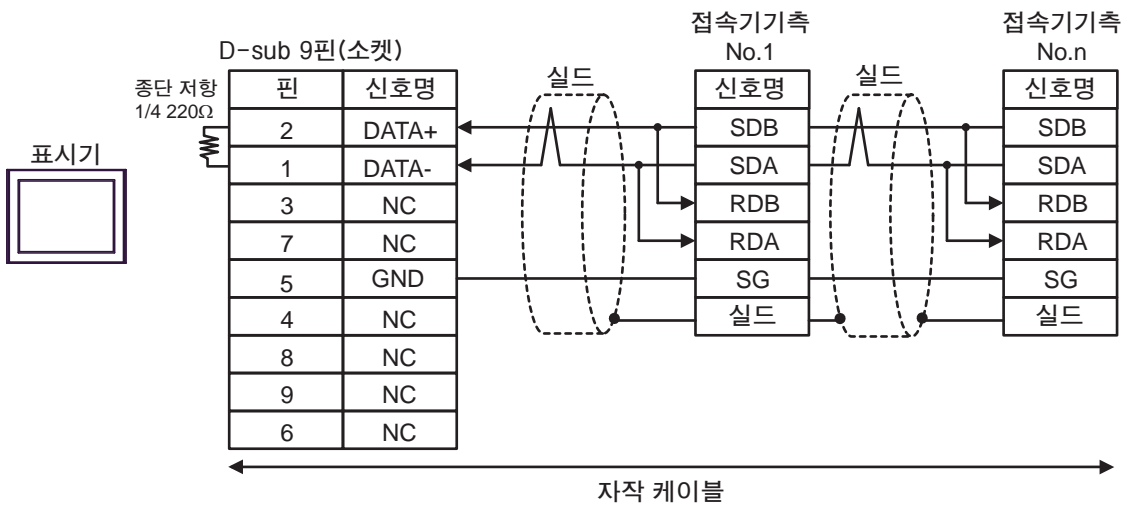 접속기기측
No.1
접속기기측
No.n
D-sub 9핀(소켓)
종단 저항
1/4 220Ω
표시기
실드
실드
핀 신호명
2 DATA+
1 DATA-
3 NC
7 NC
5 GND
4 NC
8 NC
9 NC
6 NC
신호명
SDB
SDA
RDB
RDA
SG
실드
신호명
SDB
SDA
RDB
RDA
SG
실드
자작 케이블